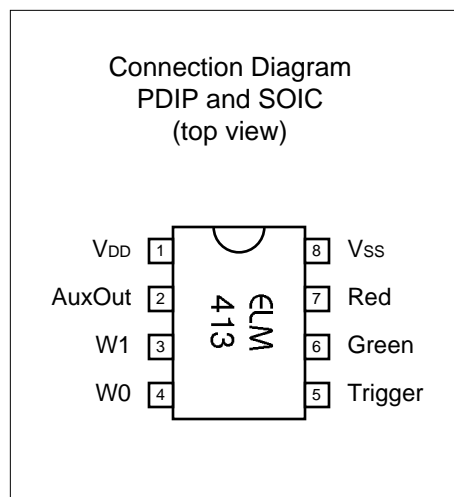 Connection Diagram
PDIP and SOIC
(top view)
VDD 1 8 VSS
AuxOut 2 7 Red
W1 3 6 Green
W0 4 5 Trigger
ELM
413